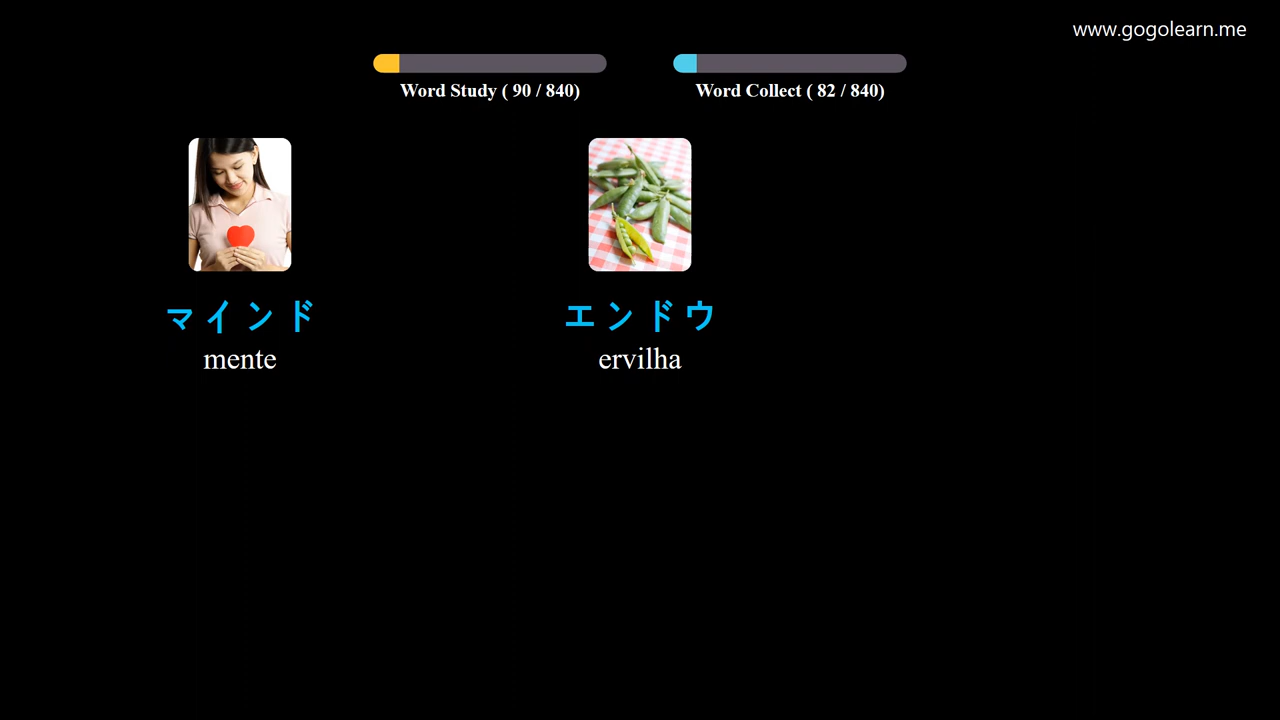 www.gogolearn.me
Word Study ( 90 / 840)
Word Collect ( 82 / 840)
マインド
mente
エンドウ
ervilha